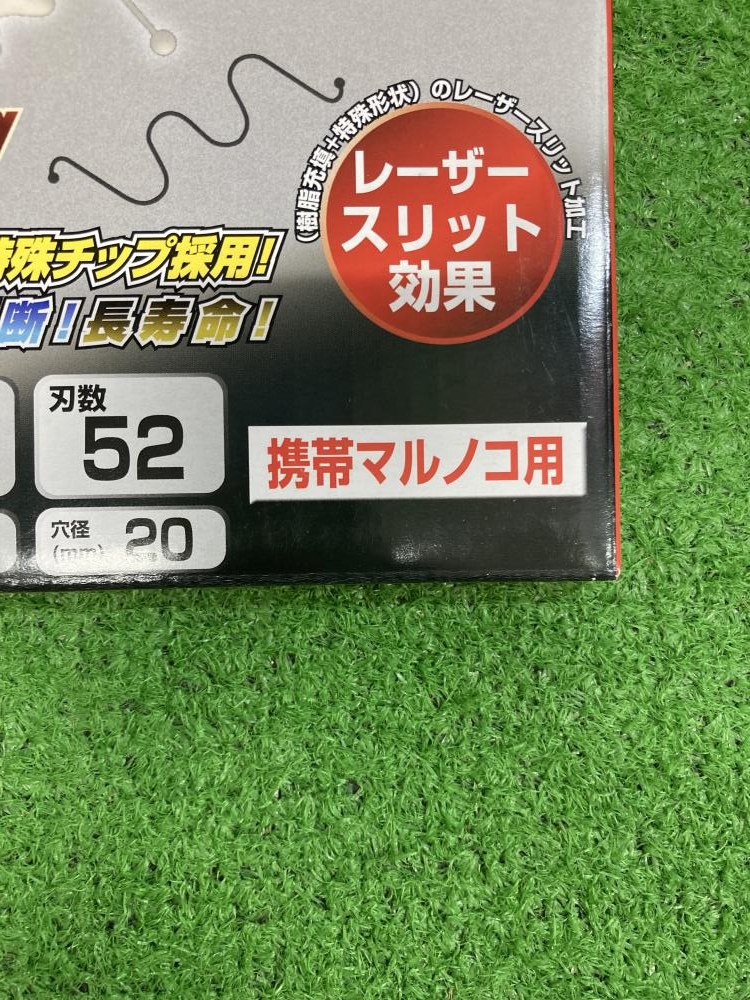 (樹脂充填+特殊形状)のレーザースリット加工
レーザー
スリット
効果
特殊チップ採用!
断!長寿命!
刃数
52
携帯マルノコ用
穴径
(mm) 20